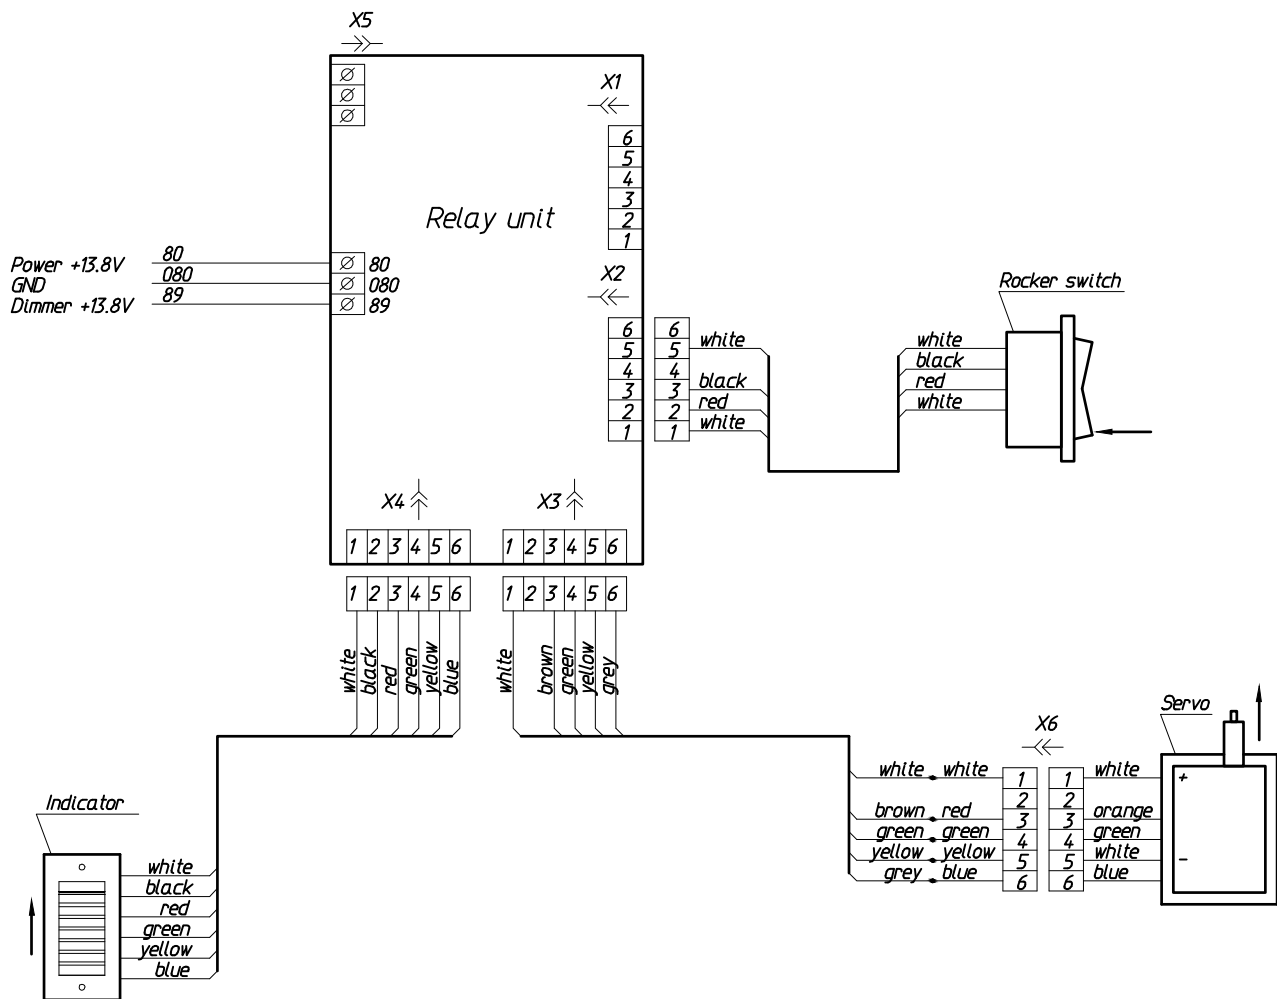 X5
X1
6
5
4
3
2
1
Relay unit
Power +13.8V 80 80
GND 080 080
Dimmer +13.8V 89 89
X2
Rocker switch
6 6
5 5 white white
4 4 black
3 3 black red
2 2 red white
1 1 white
X4 X3
1 2 3 4 5 6 1 2 3 4 5 6
1 2 3 4 5 6 1 2 3 4 5 6
white black red green yellow blue white brown green yellow grey
Servo
X6
white white 1 1 white +
2 2
brown red 3 3 orange
green green 4 4 green
yellow yellow 5 5 white -
grey blue 6 6 blue
Indicator
white
black
red
green
yellow
blue